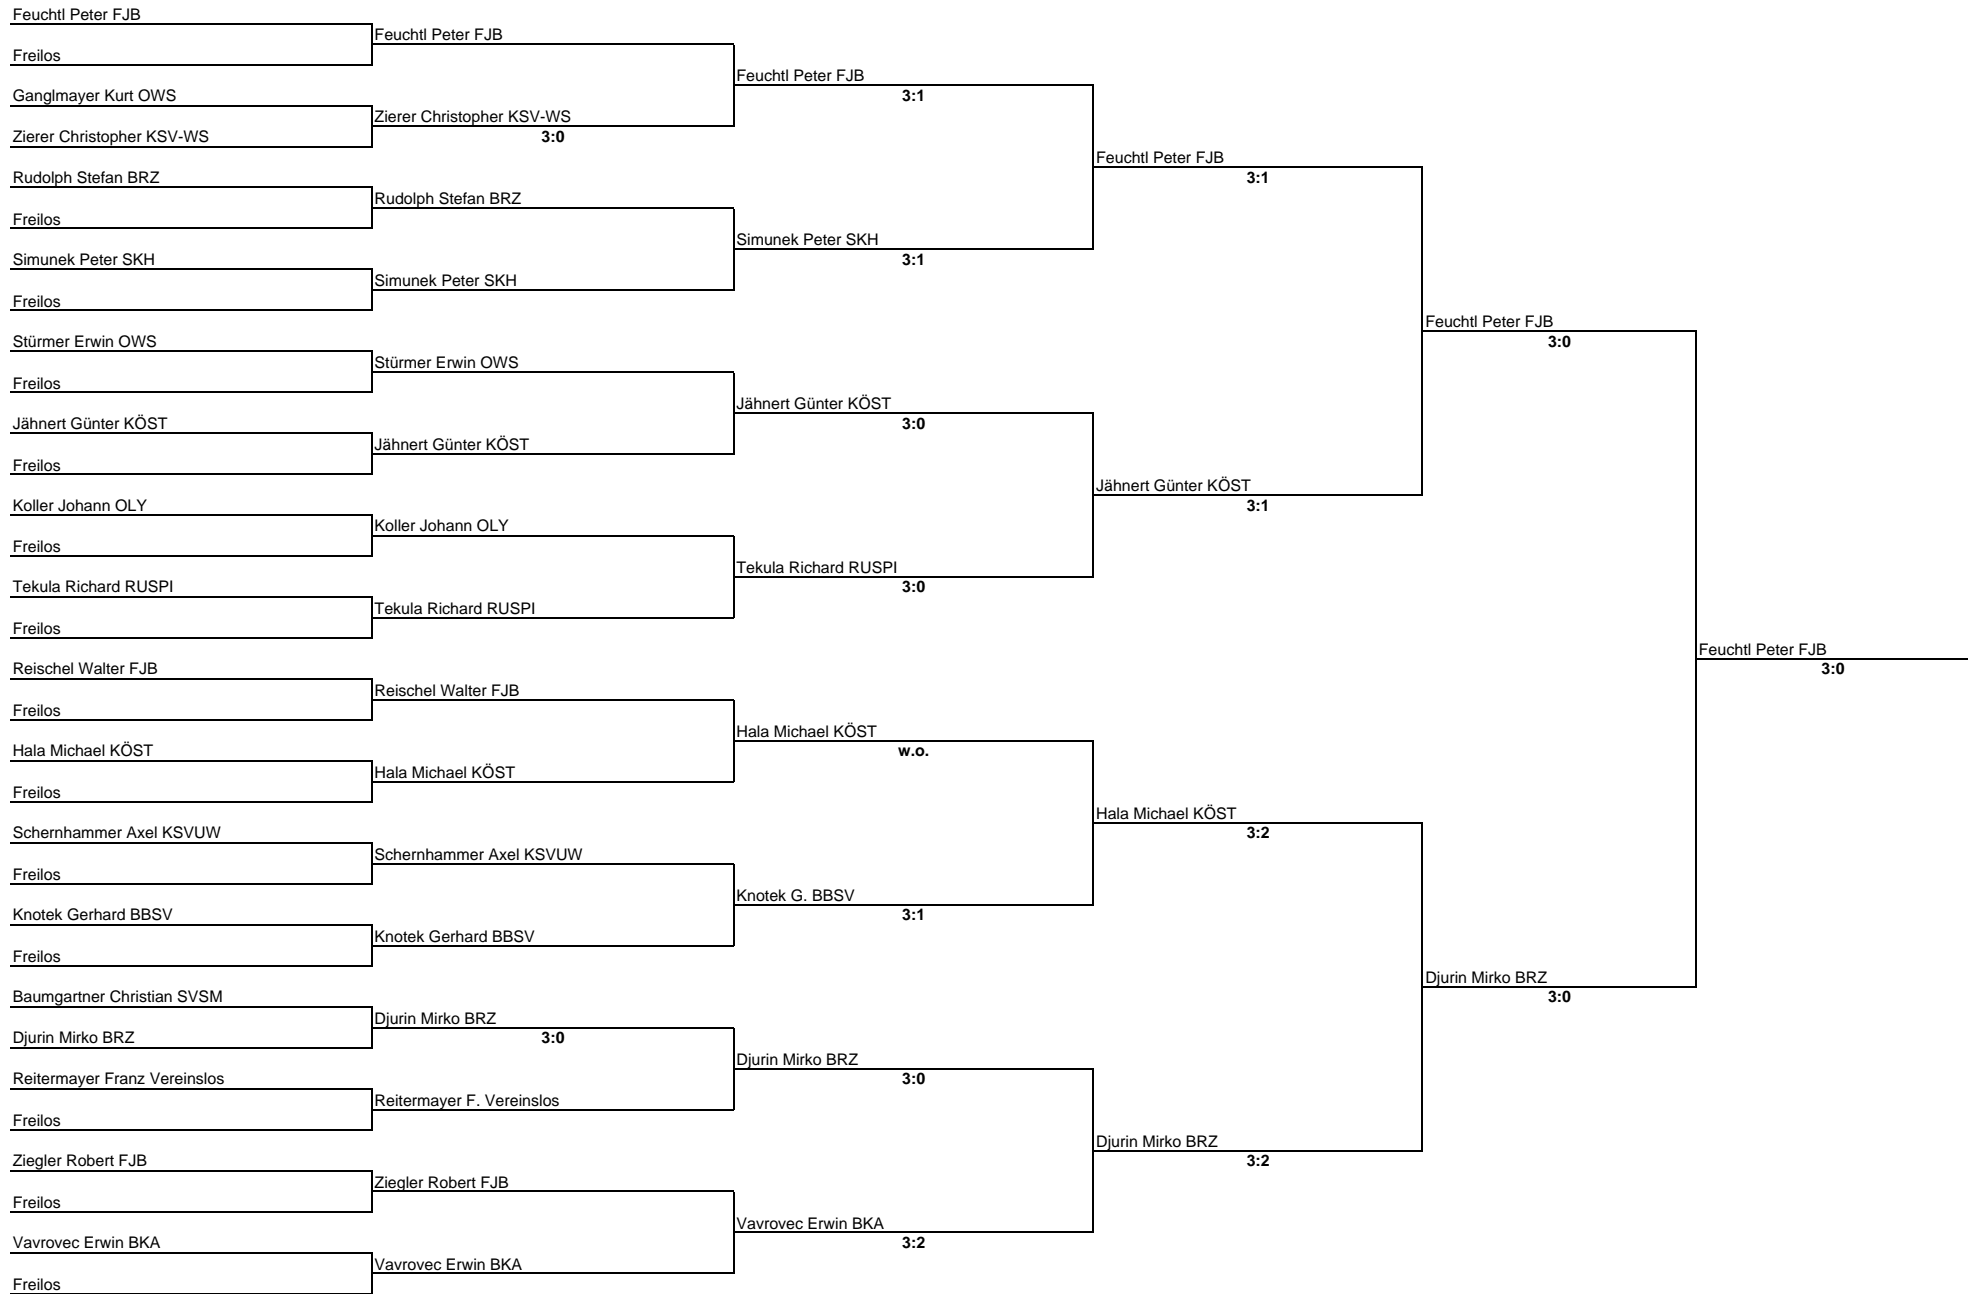 Feuchtl Peter FJB
Freilos
Ganglmayer Kurt OWS
Zierer Christopher KSV-WS
Rudolph Stefan BRZ
Freilos
Simunek Peter SKH
Freilos
Stürmer Erwin OWS
Freilos
Jähnert Günter KÖST
Freilos
Koller Johann OLY
Freilos
Tekula Richard RUSPI
Freilos
Reischel Walter FJB
Freilos
Hala Michael KÖST
Freilos
Schernhammer Axel KSVUW
Freilos
Knotek Gerhard BBSV
Freilos
Baumgartner Christian SVSM
Djurin Mirko BRZ
Reitermayer Franz Vereinslos
Freilos
Ziegler Robert FJB
Freilos
Vavrovec Erwin BKA
Freilos
Feuchtl Peter FJB
Zierer Christopher KSV-WS
3:0
Rudolph Stefan BRZ
Simunek Peter SKH
Stürmer Erwin OWS
Jähnert Günter KÖST
Koller Johann OLY
Tekula Richard RUSPI
Reischel Walter FJB
Hala Michael KÖST
Schernhammer Axel KSVUW
Knotek Gerhard BBSV
Djurin Mirko BRZ
3:0
Reitermayer F. Vereinslos
Ziegler Robert FJB
Vavrovec Erwin BKA
Feuchtl Peter FJB
3:1
Simunek Peter SKH
3:1
Jähnert Günter KÖST
3:0
Tekula Richard RUSPI
3:0
Hala Michael KÖST
w.o.
Knotek G. BBSV
3:1
Djurin Mirko BRZ
3:0
Vavrovec Erwin BKA
3:2
Feuchtl Peter FJB
3:1
Jähnert Günter KÖST
3:1
Hala Michael KÖST
3:2
Djurin Mirko BRZ
3:2
Feuchtl Peter FJB
3:0
Djurin Mirko BRZ
3:0
Feuchtl Peter FJB
3:0